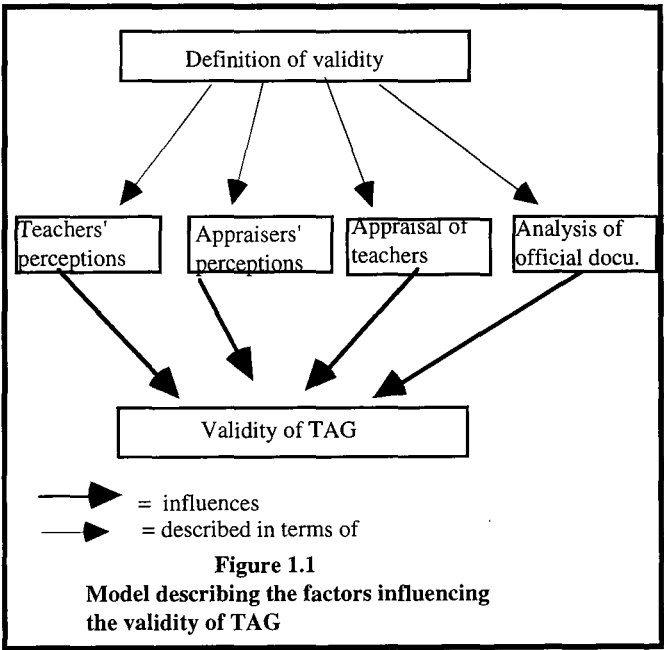 Definition of validity
Teachers'
perceptions
Appraisers'
perceptions
Appraisal of
teachers
Analysis of
official docu.
Validity of TAG
= influences
= described in terms of
Figure 1.1
Model describing the factors influencing
the validity of TAG